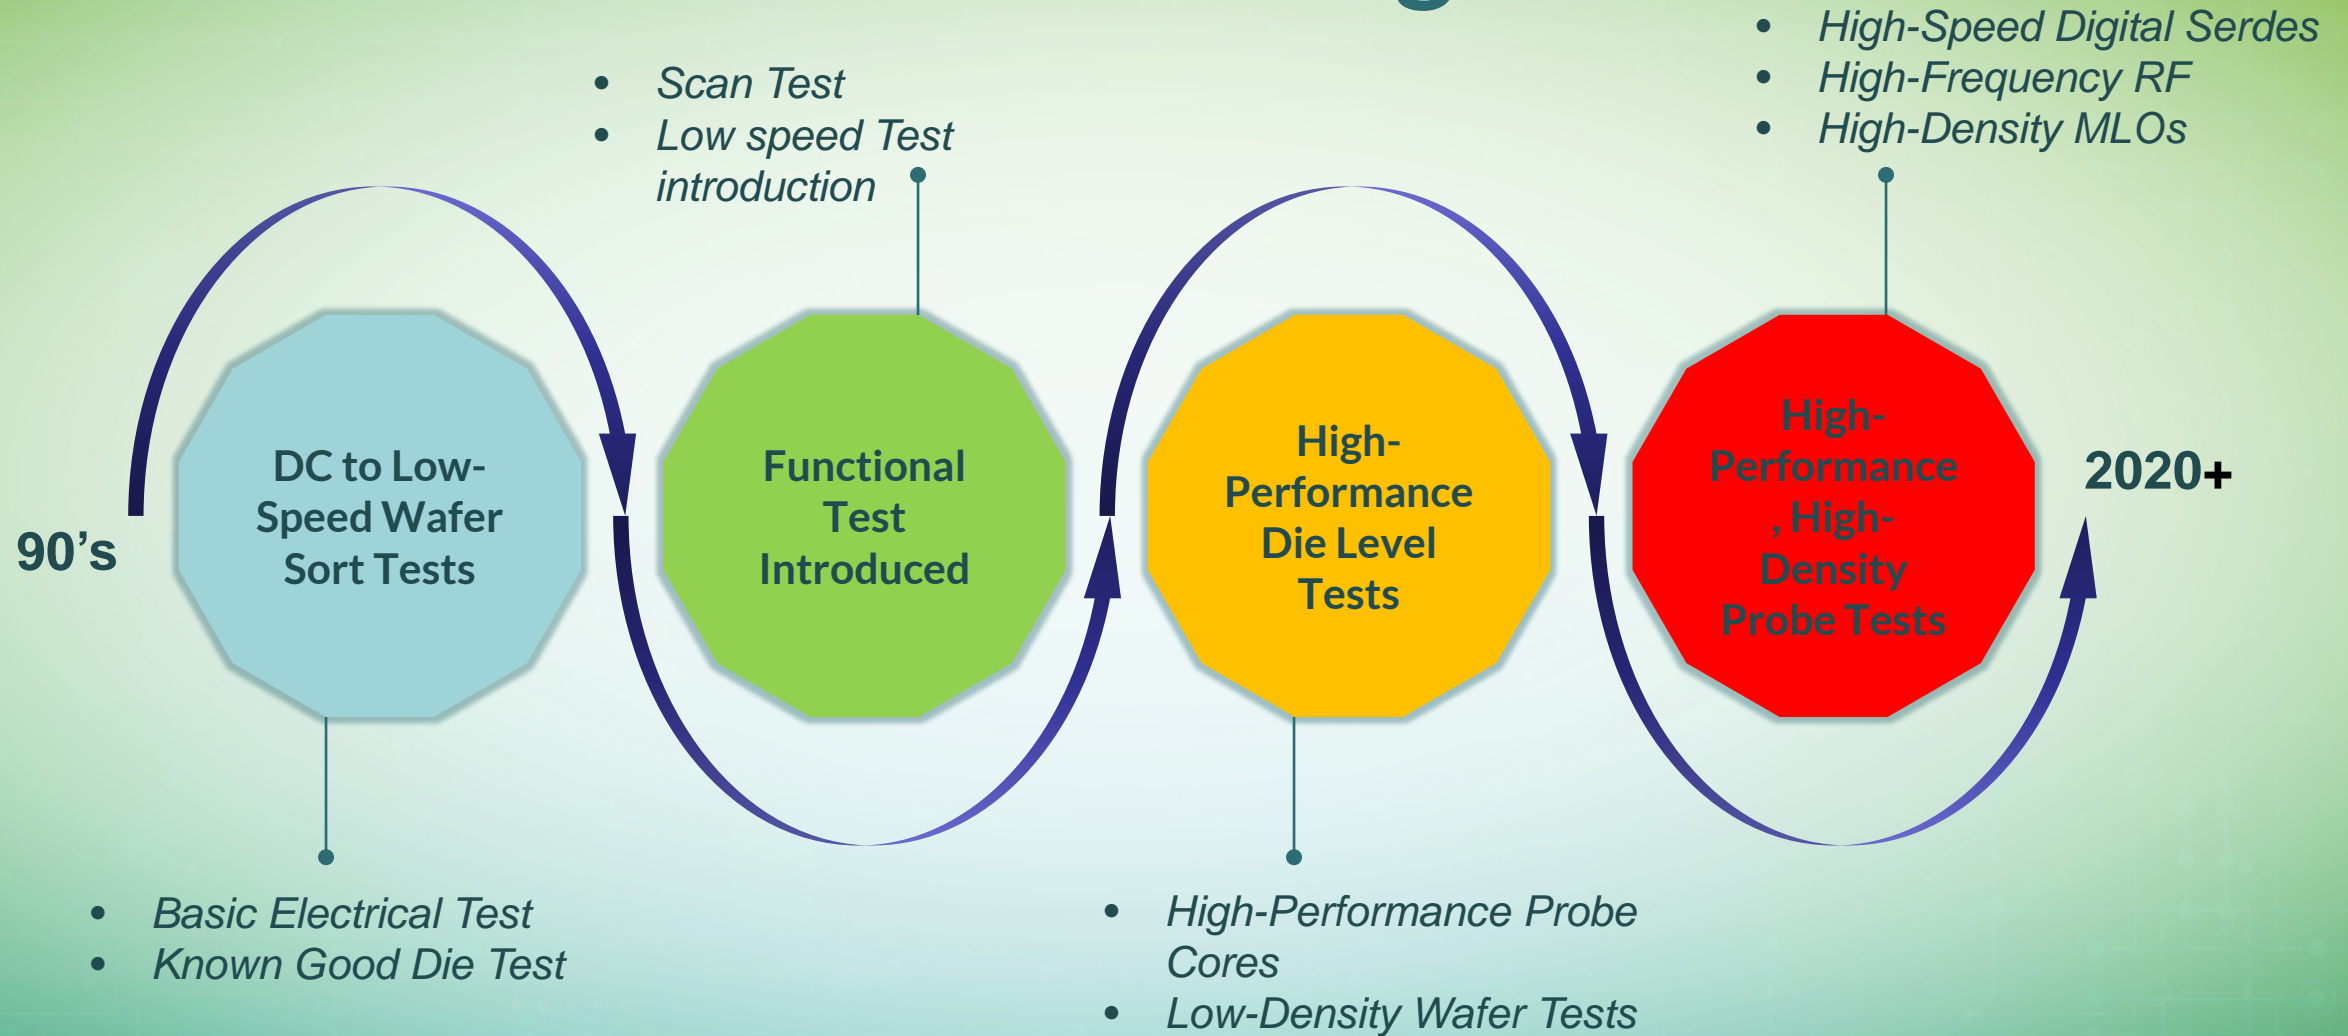 • High-Speed Digital Serdes
• High-Frequency RF
• High-Density MLOs
• Scan Test
• Low speed Test
introduction
90’s
DC to Low-
Speed Wafer
Sort Tests
Functional
Test
Introduced
High-
Performance
Die Level
Tests
High-
Performance
, High-
Density
Probe Tests
2020+
• Basic Electrical Test
• Known Good Die Test
• High-Performance Probe
Cores
• Low-Density Wafer Tests